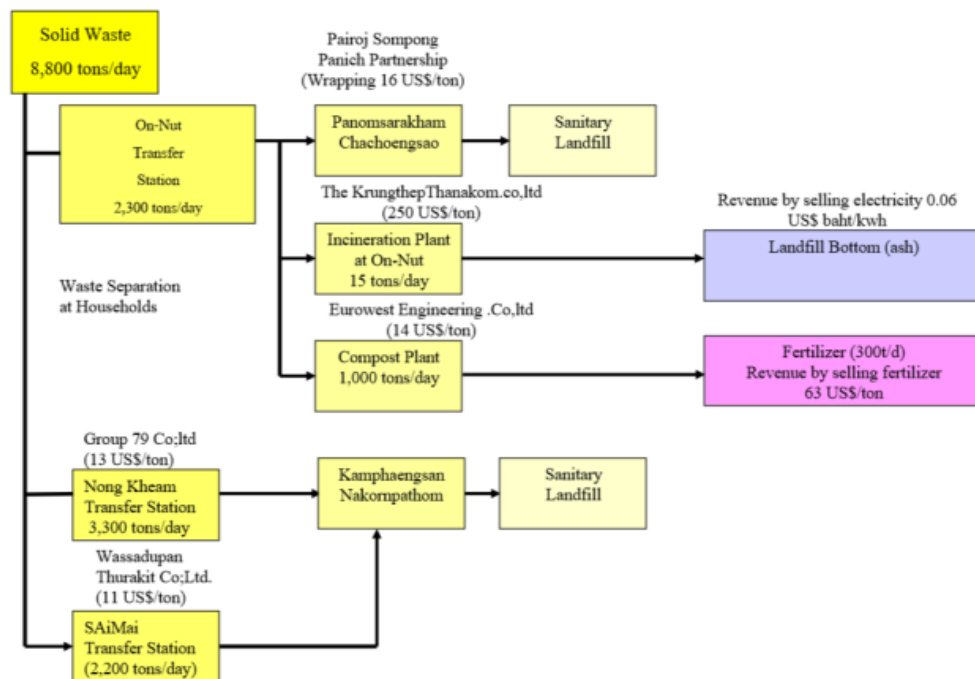 Solid Waste
8,800 tons/day
Pairoj Sompong
Panich Partnership
(Wrapping 16 US$/ton)
On-Nut
Transfer
Station
2,300 tons/day
Panomsarakham
Chachoengsao
Sanitary
Landfill
The KrungthepThanakom.co,ltd
(250 US$/ton)
Revenue by selling electricity 0.06
US$ baht/kwh
Incineration Plant
at On-Nut
15 tons/day
Landfill Bottom (ash)
Waste Separation
at Households
Eurowest Engineering .Co,ltd
(14 US$/ton)
Compost Plant
1,000 tons/day
Fertilizer (300t/d)
Revenue by selling fertilizer
63 US$/ton
Group 79 Co;ltd
(13 US$/ton)
Nong Kheam
Transfer Station
3,300 tons/day
Kamphaengsan
Nakornpathom
Sanitary
Landfill
Wassadupan
Thurakit Co;Ltd.
(11 US$/ton)
SAiMai
Transfer Station
(2,200 tons/day)